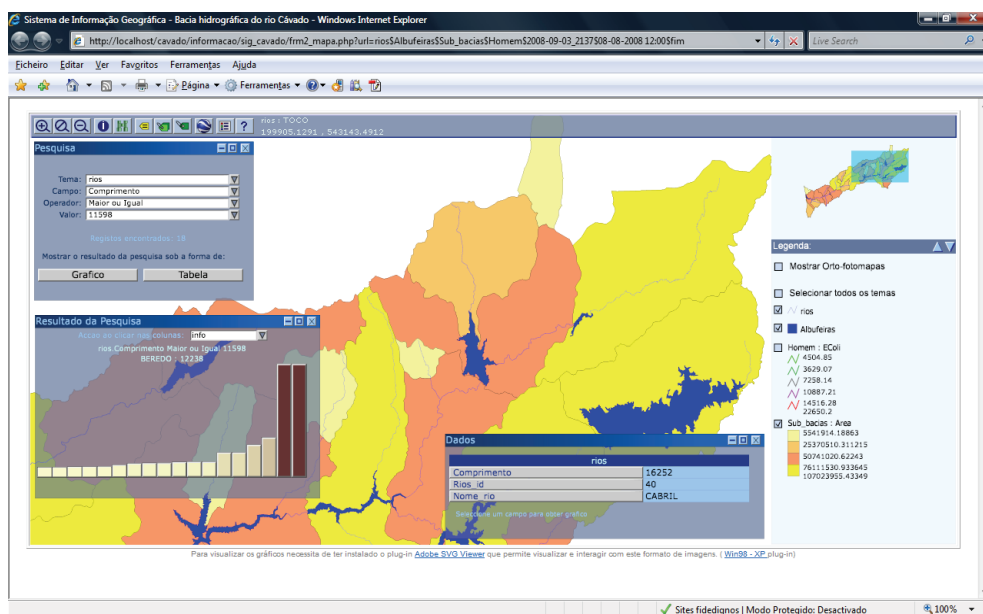 Sistema de Informação Geográfica - Bacia hidrográfica do rio Cávado - Windows Internet Explorer
http://localhost/cavado/informacao/sig_cavado/frm2_mapa.php?url=rios$Albufeiras$Sub_bacias$Homem$2008-09-03_2137$08-08-2008 12:00$fim
Live Search
Ficheiro Editar Ver Favoritos Ferramentas Ajuda
Página Ferramentas
rios : TOCO
199905.1291 , 543143.4912
Pesquisa
Tema: rios
Campo: Comprimento
Operador: Maior ou Igual
Valor: 11598
Registos encontrados: 18
Mostrar o resultado da pesquisa sob a forma de:
Grafico Tabela
Resultado da Pesquisa
Accao ao clicar nas colunas: info
rios.Comprimento Maior ou Igual 11598
BEREDO : 12238
Dados
rios
Comprimento 16252
Rios_id 40
Nome_rio CABRIL
Seleccione um campo para obter grafico
Legenda:
Mostrar Orto-fotomapas
Selecionar todos os temas
rios
Albufeiras
Homem : EColi
4504.85
3629.07
7258.14
10887.21
14516.28
22650.2
Sub_bacias : Area
5541914.18863
25370510.311215
50741020.62243
76111530.933645
107023955.43349
Para visualizar os gráficos necessita de ter instalado o plug-in Adobe SVG Viewer que permite visualizar e interagir com este formato de imagens. ( Win98 - XP plug-in)
Sites fidedignos | Modo Protegido: Desactivado
100%